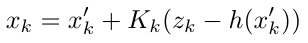 $x_k = x'_k + K_k(z_k - h(x'_k))$